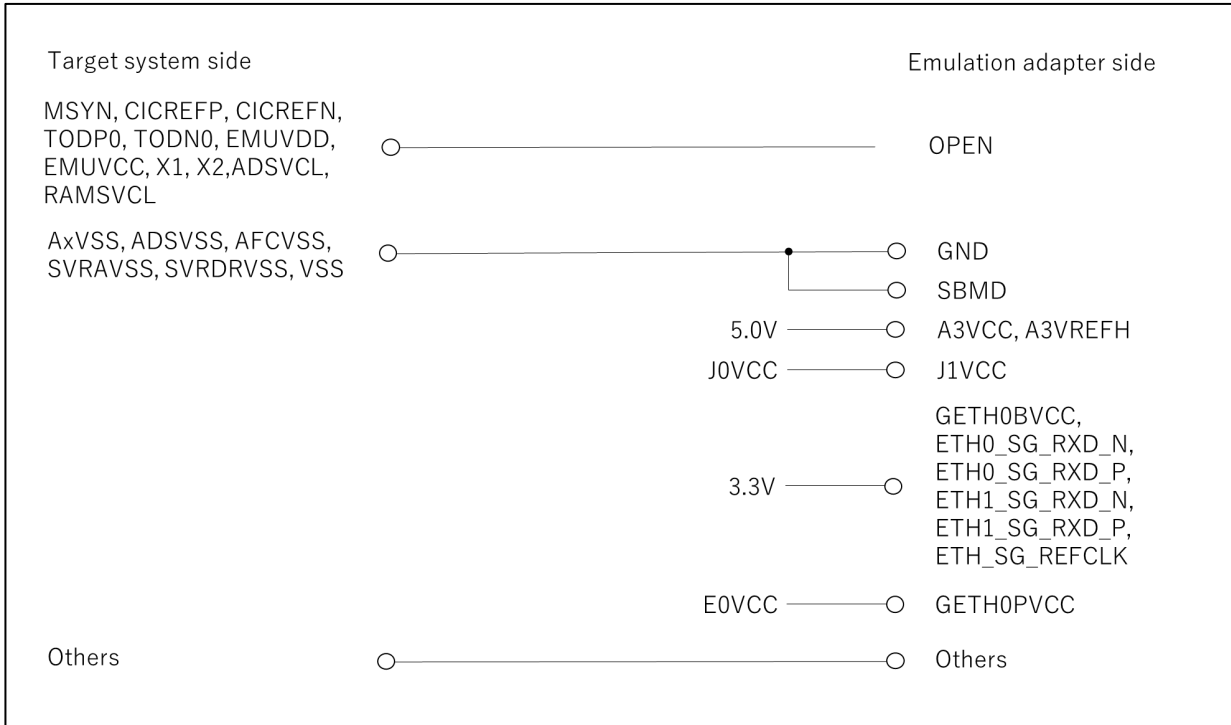 Target system side
Emulation adapter side
MSYN, CICREFP, CICREFN,
TODP0, TODN0, EMUVDD,
EMUVCC, X1, X2,ADSVCL,
RAMSVCL
OPEN
AxVSS, ADSVSS, AFCVSS,
SVRAVSS, SVRDRVSS, VSS
GND
SBMD
5.0V
A3VCC, A3VREFH
J0VCC
J1VCC
3.3V
GETH0BVCC,
ETH0_SG_RXD_N,
ETH0_SG_RXD_P,
ETH1_SG_RXD_N,
ETH1_SG_RXD_P,
ETH_SG_REFCLK
E0VCC
GETH0PVCC
Others
Others